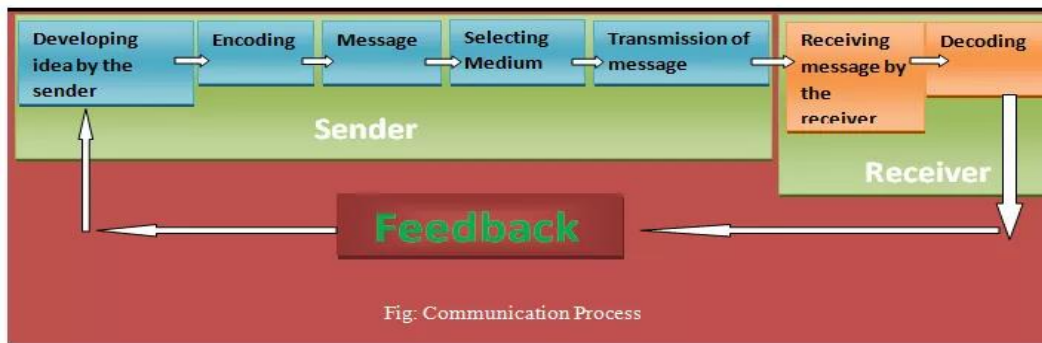 Developing
idea by the
sender
Encoding
Message
Selecting
Medium
Transmission of
message
Sender
Receiving
message by
the
receiver
Decoding
Receiver
Feedback
Fig: Communication Process